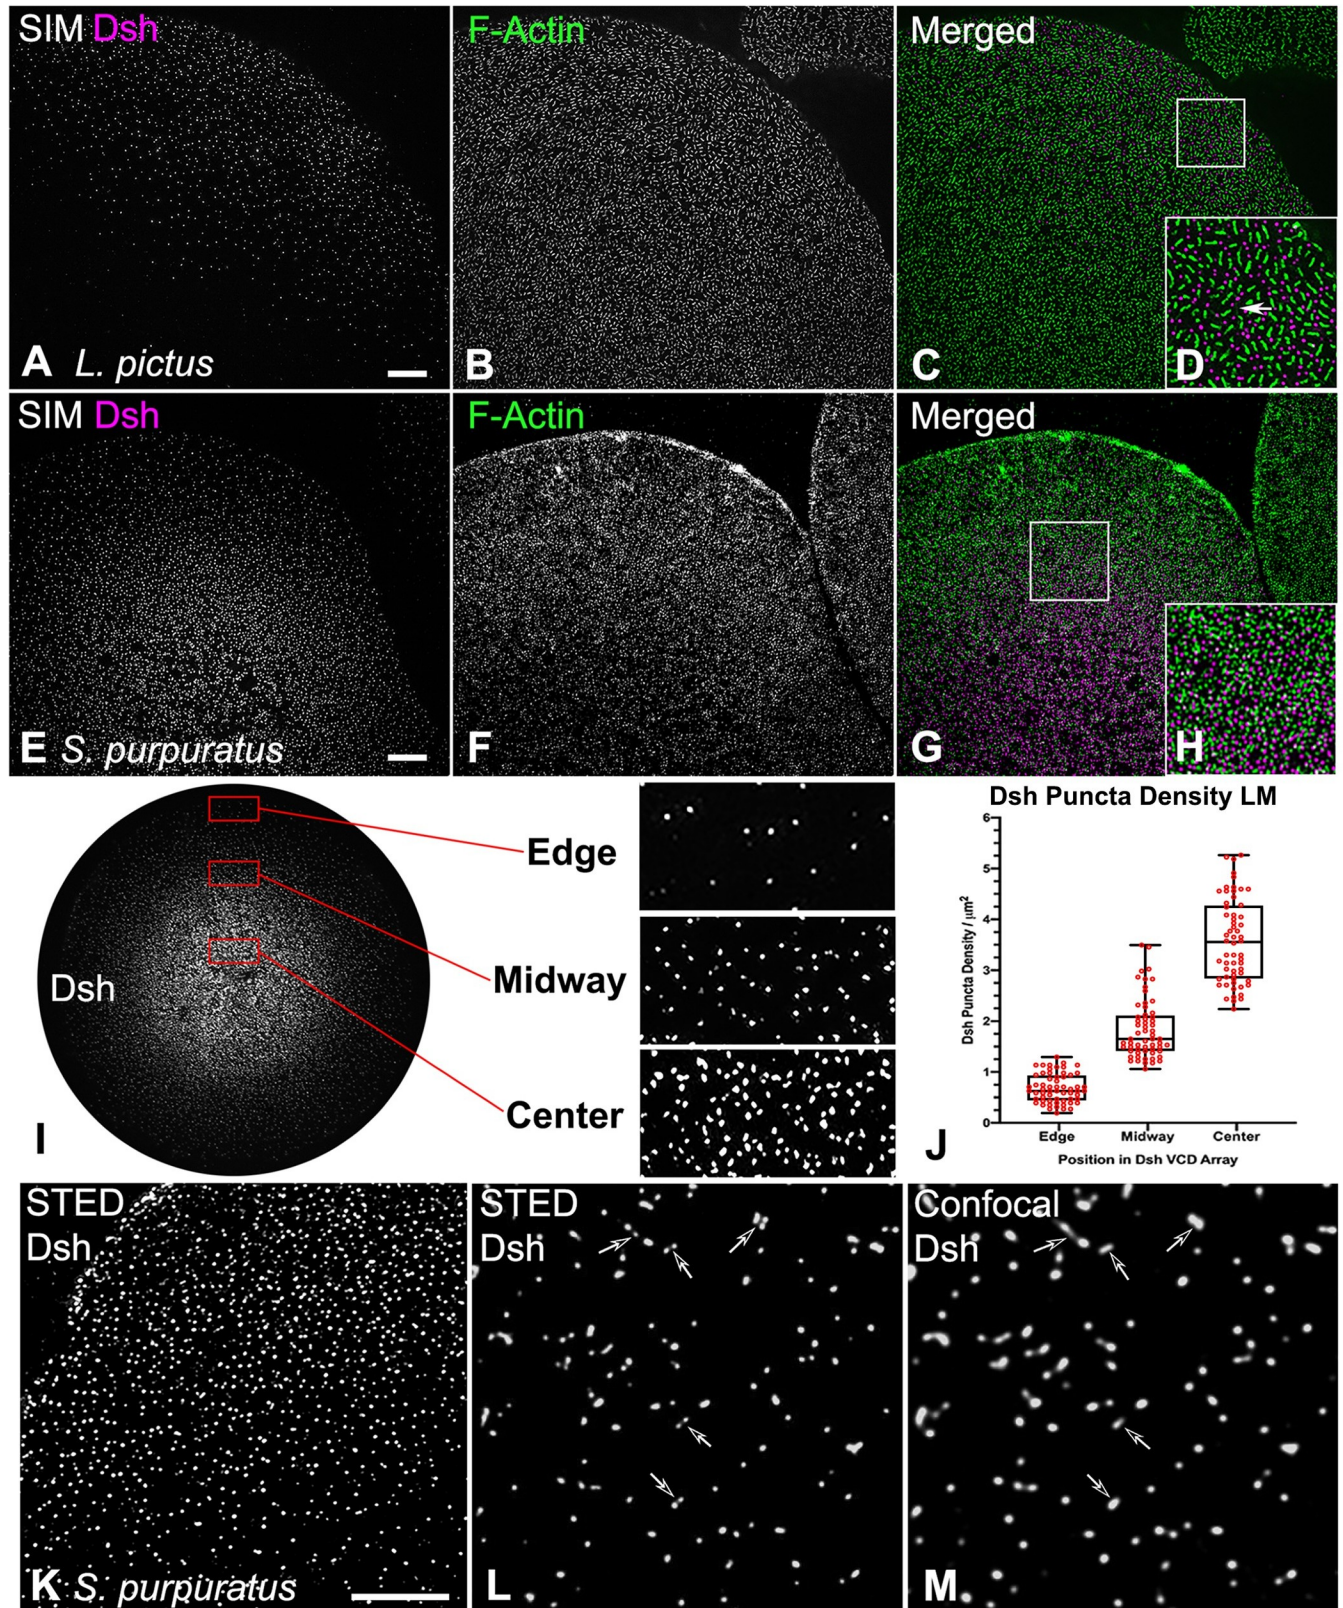 SIM Dsh
F-Actin
Merged
A L. pictus
B
C
D
SIM Dsh
F-Actin
Merged
E S. purpuratus
F
G
H
Dsh
Edge
Midway
Center
I
Dsh Puncta Density LM
Dsh Puncta Density / μm2
6
5
4
3
2
1
0
Edge Midway Center
Position in Dsh VCD Array
J
STED
Dsh
K S. purpuratus
STED
Dsh
L
Confocal
Dsh
M